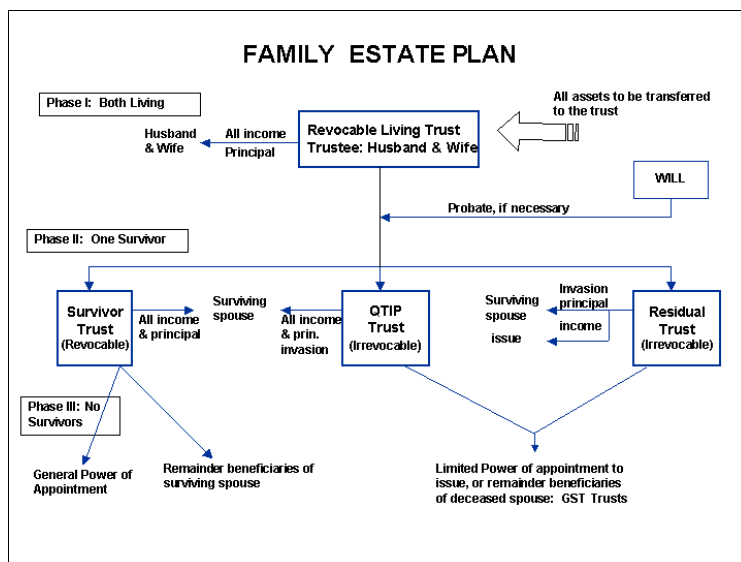 FAMILY ESTATE PLAN
Phase I: Both Living
All assets to be transferred
to the trust
Husband
& Wife
All income
Principal
Revocable Living Trust
Trustee: Husband & Wife
WILL
Probate, if necessary
Phase II: One Survivor
Survivor
Trust
(Revocable)
All income
& principal
Surviving
spouse
All income
& prin.
invasion
QTIP
Trust
(Irrevocable)
Surviving
spouse
issue
Invasion
principal
income
Residual
Trust
(Irrevocable)
Phase III: No
Survivors
General Power of
Appointment
Remainder beneficiaries of
surviving spouse
Limited Power of appointment to
issue, or remainder beneficiaries
of deceased spouse: GST Trusts